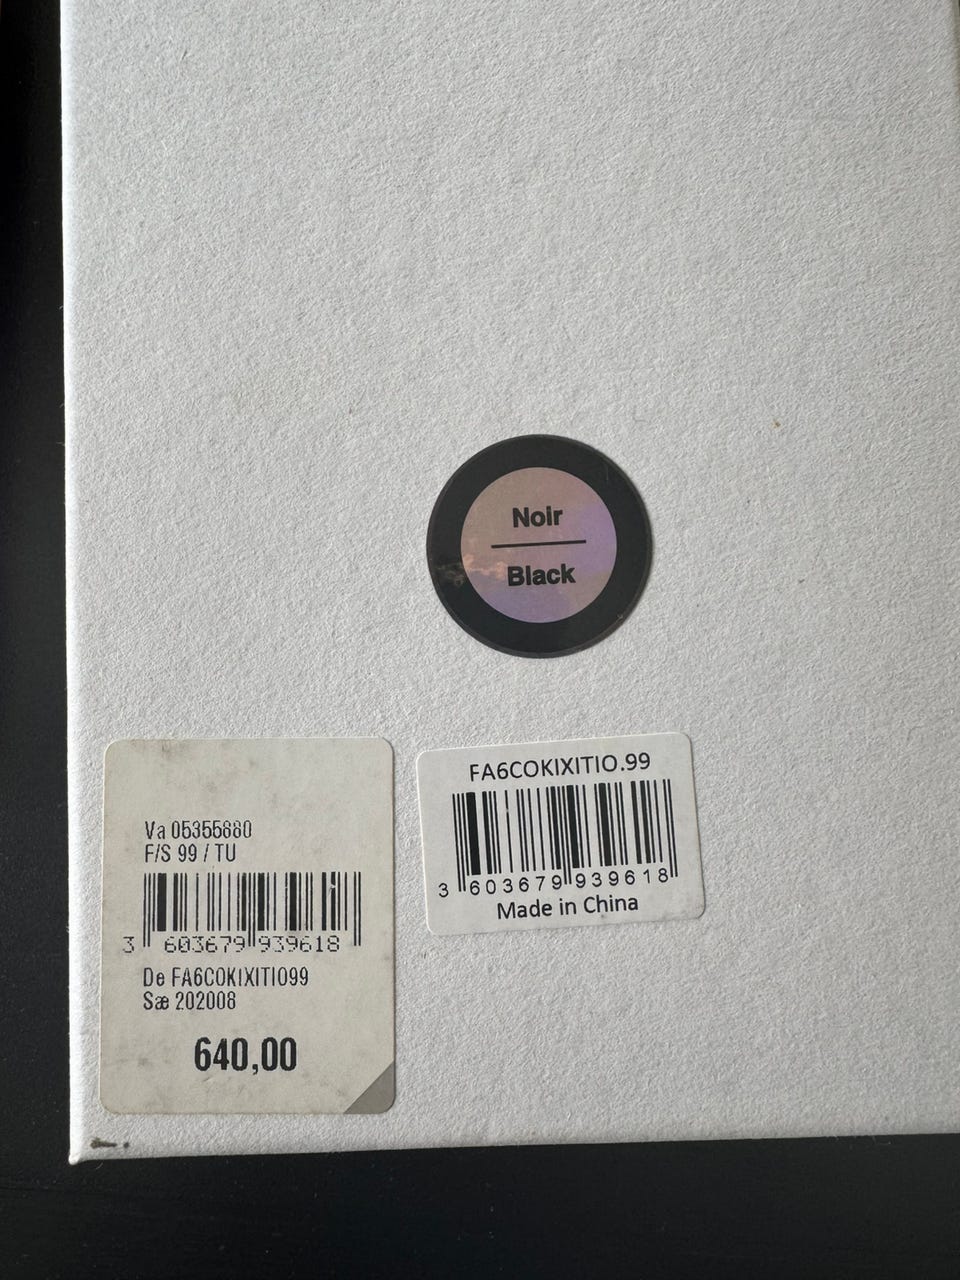 Noir
Black
Va 05355880
F/S 99 / TU
3 603679 939618
De FA6COKIXITIO99
Sæ 202008
640,00
FA6COKIXITIO.99
3 603679 939618
Made in China